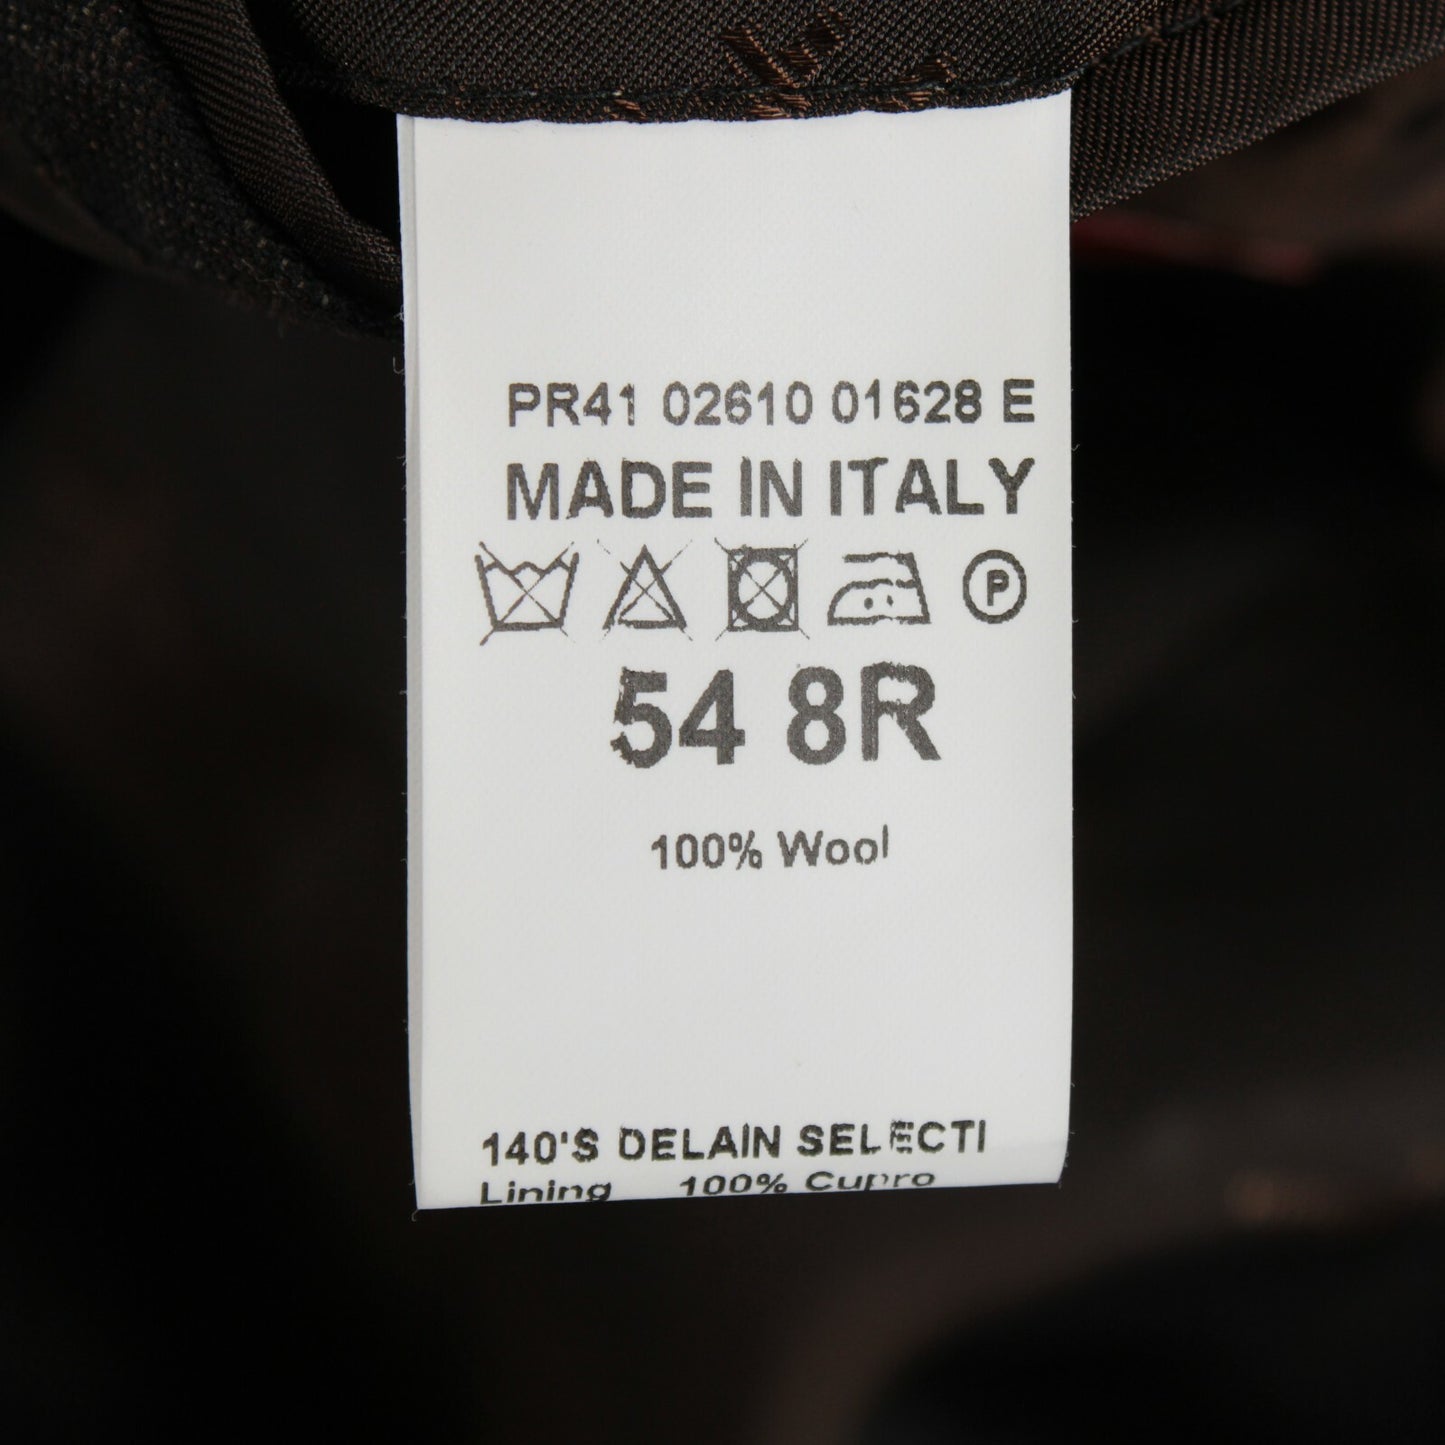 PR41 02610 01628 E
MADE IN ITALY
P
54 8R
100% Wool
140'S DELAIN SELECTI
Lining 100% Cupro